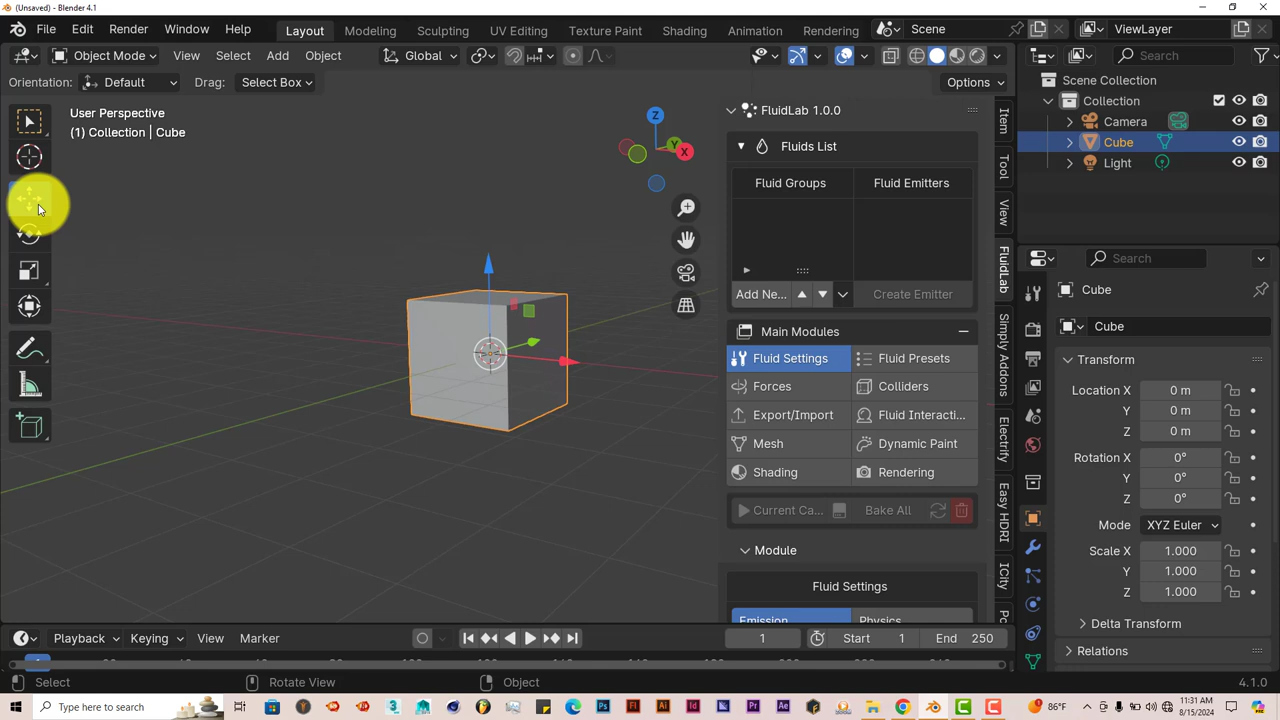 (Unsaved) - Blender 4.1
File Edit Render Window Help Layout Modeling Sculpting UV Editing Texture Paint Shading Animation Rendering Scene ViewLayer
Object Mode View Select Add Object Global Search
Orientation: Default Drag: Select Box Options
User Perspective
(1) Collection | Cube
Z
Y
X
FluidLab 1.0.0
Fluids List
Fluid Groups Fluid Emitters
Add Ne... Create Emitter
Main Modules
Fluid Settings Fluid Presets
Forces Colliders
Export/Import Fluid Interacti...
Mesh Dynamic Paint
Shading Rendering
Current Ca... Bake All
Module
Fluid Settings
Emission Physics
Item
Tool
View
FluidLab
Simply Addons
Electrify
Easy HDRI
ICity
Scene Collection
Collection
Camera
Cube
Light
Search
Cube
Cube
Transform
Location X 0 m
Y 0 m
Z 0 m
Rotation X 0°
Y 0°
Z 0°
Mode XYZ Euler
Scale X 1.000
Y 1.000
Z 1.000
Delta Transform
Relations
Playback Keying View Marker 1 Start 1 End 250
1
Select Rotate View Object 4.1.0
Type here to search 86°F 11:31 AM
8/15/2024